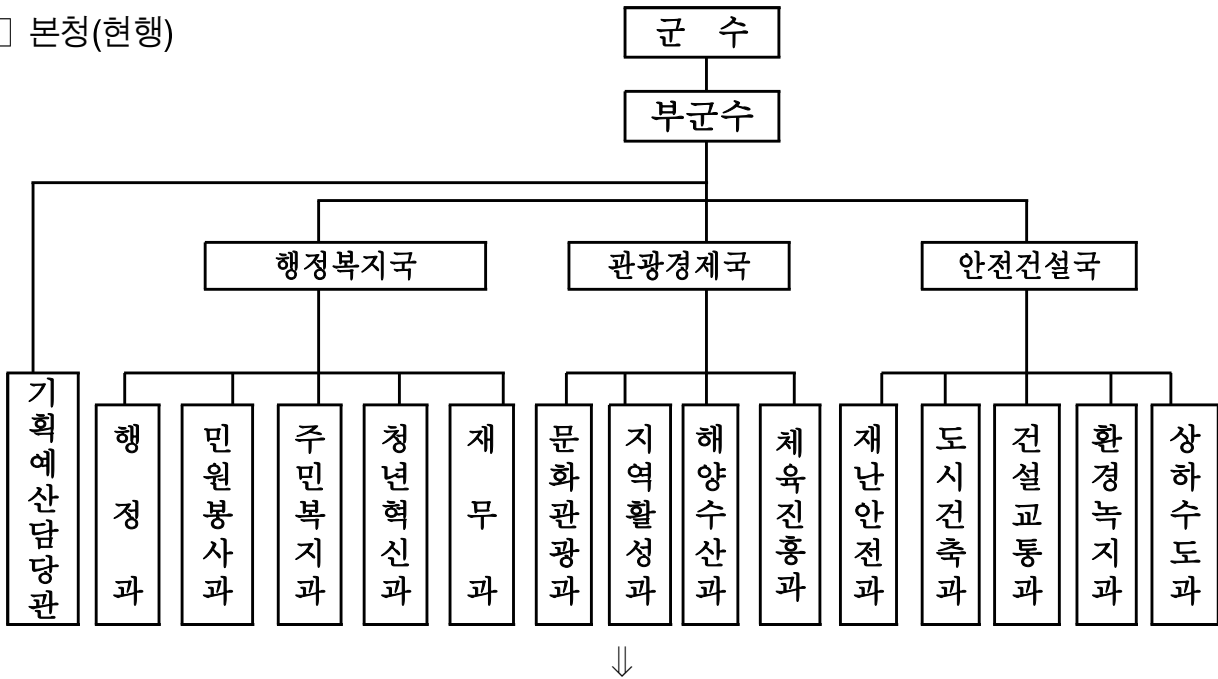 □ 본청(현행)
군 수
부군수
행정복지국
관광경제국
안전건설국
기획예산담당관
행정과
민원봉사과
주민복지과
청년혁신과
재무과
문화관광과
지역활성과
해양수산과
체육진흥과
재난안전과
도시건축과
건설교통과
환경녹지과
상하수도과
⇓